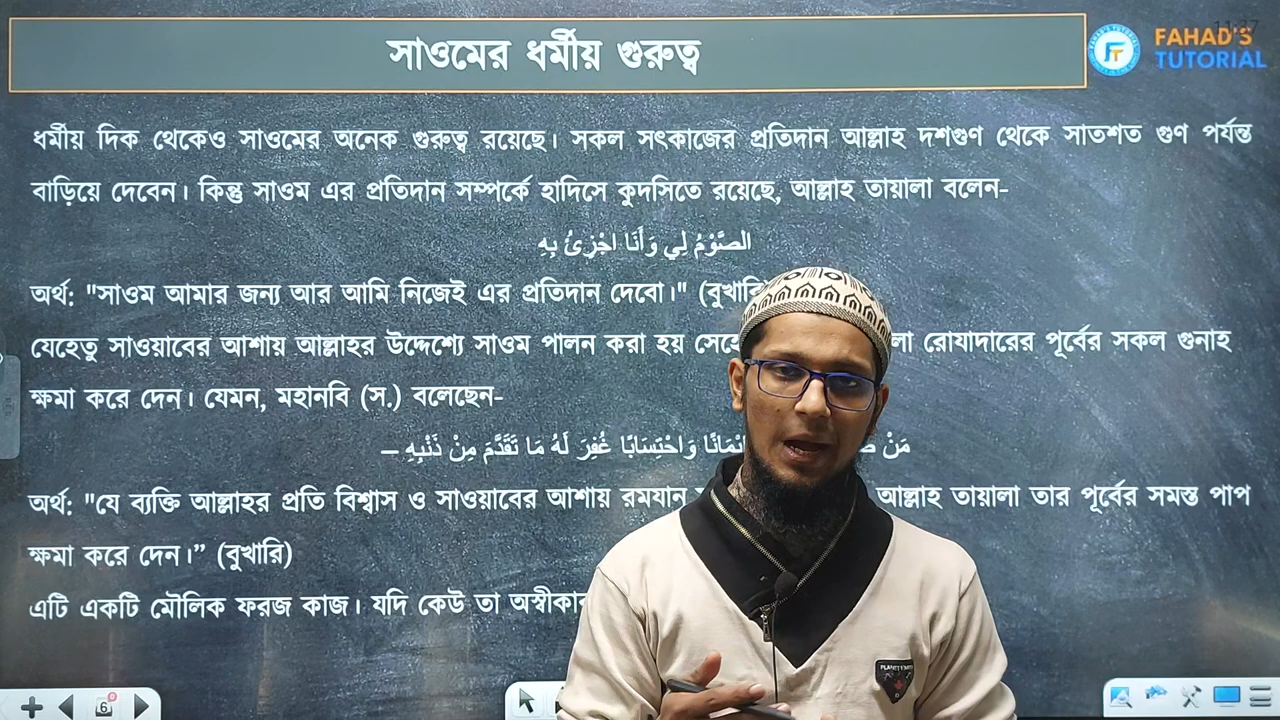 সাওমের ধর্মীয় গুরুত্ব
FAHAD'S
TUTORIAL
ধর্মীয় দিক থেকেও সাওমের অনেক গুরুত্ব রয়েছে। সকল সৎকাজের প্রতিদান আল্লাহ দশগুণ থেকে সাতশত গুণ পর্যন্ত
বাড়িয়ে দেবেন। কিন্তু সাওম এর প্রতিদান সম্পর্কে হাদিসে কুদসিতে রয়েছে, আল্লাহ তায়ালা বলেন-
الصَّوْمُ لِي وَأَنَا اجْزِئُ بِهِ
অর্থ: "সাওম আমার জন্য আর আমি নিজেই এর প্রতিদান দেবো।" (বুখারি
যেহেতু সাওয়াবের আশায় আল্লাহর উদ্দেশ্যে সাওম পালন করা হয় রোযাদারের পূর্বের সকল গুনাহ
ক্ষমা করে দেন। যেমন, মহানবি (স.) বলেছেন-
مَنْ وَاحْتِسَابًا غُفِرَ لَهُ مَا تَقَدَّمَ مِنْ ذَنْبِهِ –
অর্থ: "যে ব্যক্তি আল্লাহর প্রতি বিশ্বাস ও সাওয়াবের আশায় রমযান আল্লাহ তায়ালা তার পূর্বের সমস্ত পাপ
ক্ষমা করে দেন।” (বুখারি)
এটি একটি মৌলিক ফরজ কাজ। যদি কেউ তা
6